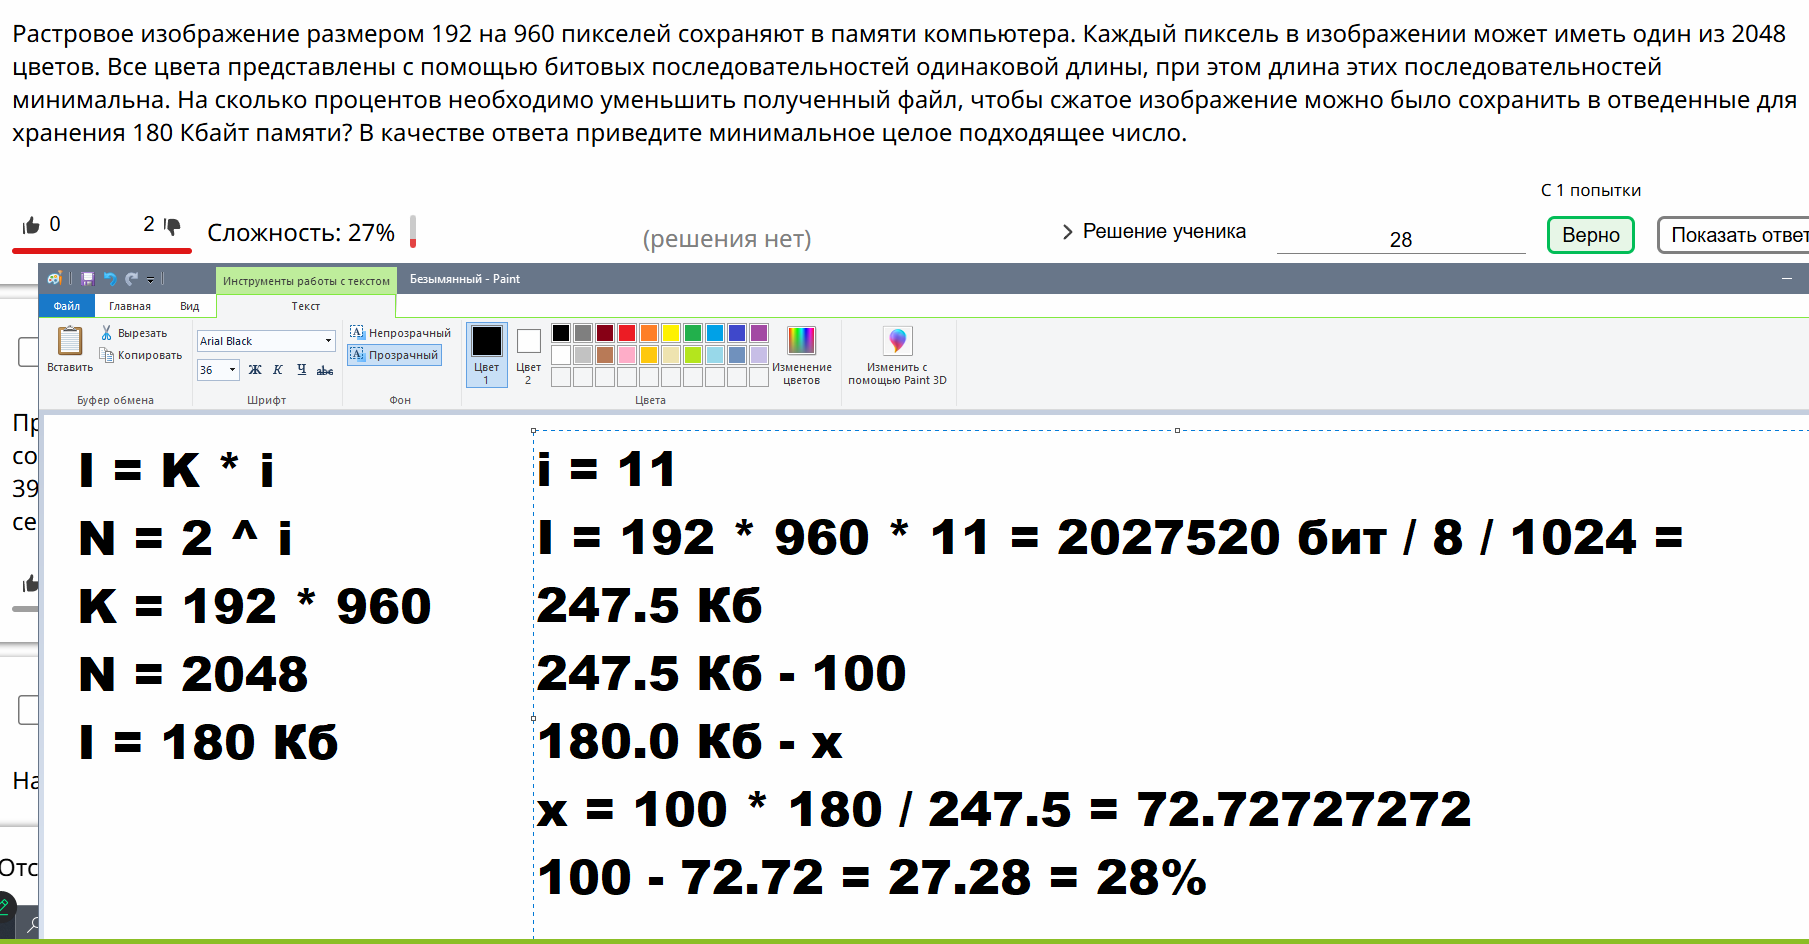 Растровое изображение размером 192 на 960 пикселей сохраняют в памяти компьютера. Каждый пиксель в изображении может иметь один из 2048
цветов. Все цвета представлены с помощью битовых последовательностей одинаковой длины, при этом длина этих последовательностей
минимальна. На сколько процентов необходимо уменьшить полученный файл, чтобы сжатое изображение можно было сохранить в отведенные для
хранения 180 Кбайт памяти? В качестве ответа приведите минимальное целое подходящее число.
С 1 попытки
0 2 Сложность: 27% (решения нет) Решение ученика 28 Верно Показать ответ
Инструменты работы с текстом Безымянный - Paint
Файл Главная Вид Текст
Вставить
Вырезать
Копировать
Буфер обмена
Arial Black
36 Ж К Ч abc
Шрифт
Непрозрачный
Прозрачный
Фон
Цвет
1
Цвет
2
Изменение
цветов
Цвета
Изменить с
помощью Paint 3D
Пр
со
39
се
На
Отс
I = K * i
N = 2 ^ i
K = 192 * 960
N = 2048
I = 180 Кб
i = 11
I = 192 * 960 * 11 = 2027520 бит / 8 / 1024 =
247.5 Кб
247.5 Кб - 100
180.0 Кб - х
х = 100 * 180 / 247.5 = 72.72727272
100 - 72.72 = 27.28 = 28%